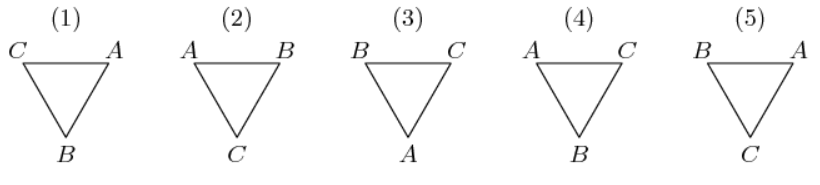 (1) (2) (3) (4) (5)
C A A B B C A C B A
B C A B C